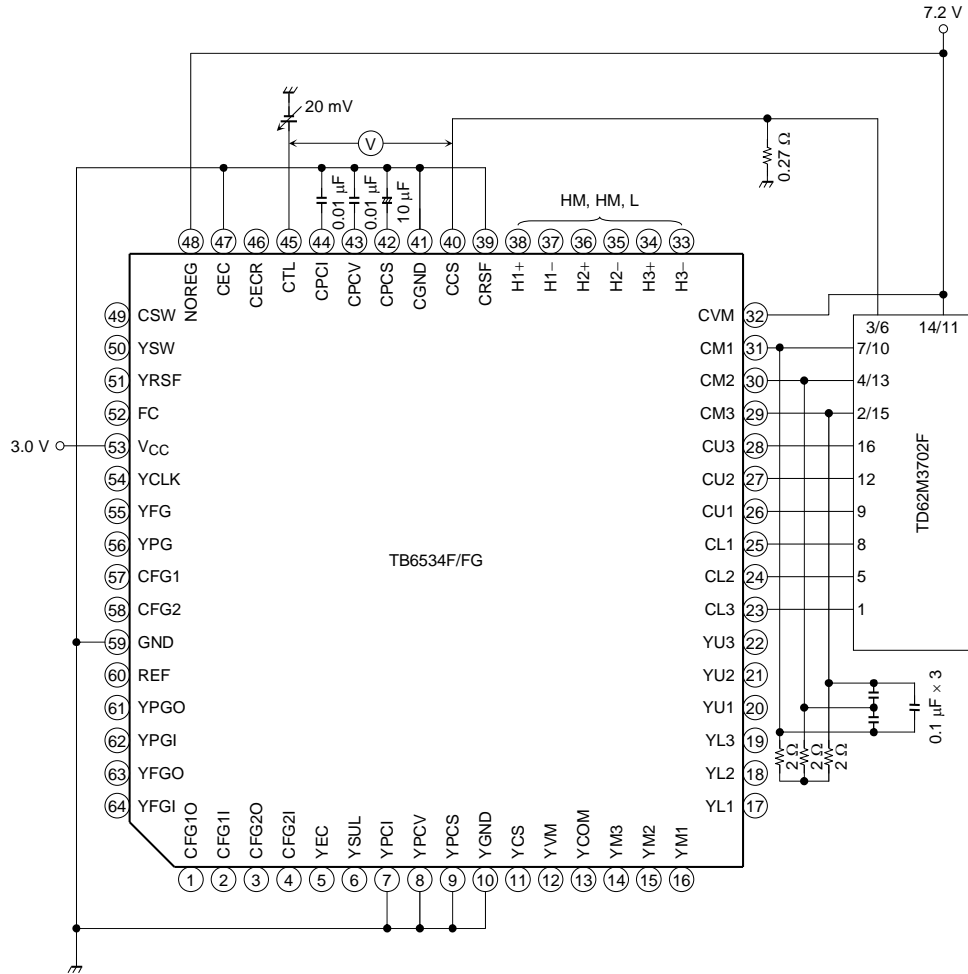 7.2 V
20 mV
V
0.01 µF
0.01 µF
10 µF
0.27 Ω
HM, HM, L
48 47 46 45 44 43 42 41 40 39 38 37 36 35 34 33
NOREG
CEC
CECR
CTL
CPCI
CPCV
CPCS
CGND
CCS
CRSF
H1+
H1−
H2+
H2−
H3+
H3−
49 CSW
50 YSW
51 YRSF
52 FC
3.0 V
53 VCC
54 YCLK
55 YFG
56 YPG
57 CFG1
58 CFG2
59 GND
60 REF
61 YPGO
62 YPGI
63 YFGO
64 YFGI
TB6534F/FG
CVM 32
CM1 31
CM2 30
CM3 29
CU3 28
CU2 27
CU1 26
CL1 25
CL2 24
CL3 23
YU3 22
YU2 21
YU1 20
YL3 19
YL2 18
YL1 17
3/6 14/11
7/10
4/13
2/15
16
12
9
8
5
1
TD62M3702F
0.1 µF × 3
2 Ω
2 Ω
2 Ω
CFG1O
CFG1I
CFG2O
CFG2I
YEC
YSUL
YPCI
YPCV
YPCS
YGND
YCS
YVM
YCOM
YM3
YM2
YM1
1 2 3 4 5 6 7 8 9 10 11 12 13 14 15 16